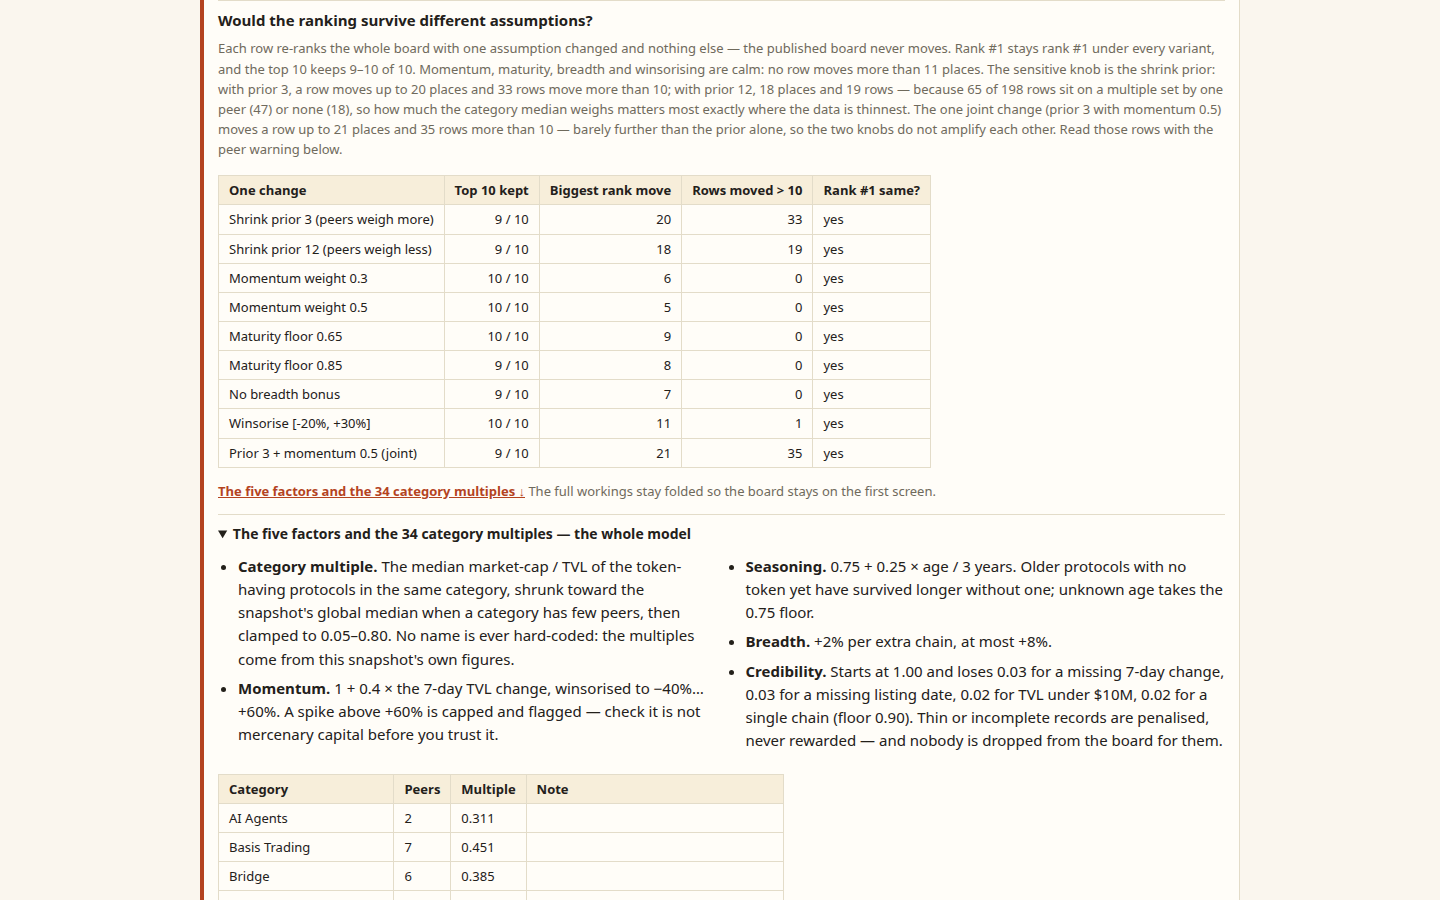 Would the ranking survive different assumptions?
Each row re-ranks the whole board with one assumption changed and nothing else — the published board never moves. Rank #1 stays rank #1 under every variant,
and the top 10 keeps 9–10 of 10. Momentum, maturity, breadth and winsorising are calm: no row moves more than 11 places. The sensitive knob is the shrink prior:
with prior 3, a row moves up to 20 places and 33 rows move more than 10; with prior 12, 18 places and 19 rows — because 65 of 198 rows sit on a multiple set by one
peer (47) or none (18), so how much the category median weighs matters most exactly where the data is thinnest. The one joint change (prior 3 with momentum 0.5)
moves a row up to 21 places and 35 rows more than 10 — barely further than the prior alone, so the two knobs do not amplify each other. Read those rows with the
peer warning below.
One change Top 10 kept Biggest rank move Rows moved > 10 Rank #1 same?
Shrink prior 3 (peers weigh more) 9 / 10 20 33 yes
Shrink prior 12 (peers weigh less) 9 / 10 18 19 yes
Momentum weight 0.3 10 / 10 6 0 yes
Momentum weight 0.5 10 / 10 5 0 yes
Maturity floor 0.65 10 / 10 9 0 yes
Maturity floor 0.85 9 / 10 8 0 yes
No breadth bonus 9 / 10 7 0 yes
Winsorise [-20%, +30%] 10 / 10 11 1 yes
Prior 3 + momentum 0.5 (joint) 9 / 10 21 35 yes
The five factors and the 34 category multiples ↓ The full workings stay folded so the board stays on the first screen.
▼ The five factors and the 34 category multiples — the whole model
• Category multiple. The median market-cap / TVL of the token-
having protocols in the same category, shrunk toward the
snapshot's global median when a category has few peers, then
clamped to 0.05–0.80. No name is ever hard-coded: the multiples
come from this snapshot's own figures.
• Momentum. 1 + 0.4 × the 7-day TVL change, winsorised to −40%…
+60%. A spike above +60% is capped and flagged — check it is not
mercenary capital before you trust it.
• Seasoning. 0.75 + 0.25 × age / 3 years. Older protocols with no
token yet have survived longer without one; unknown age takes the
0.75 floor.
• Breadth. +2% per extra chain, at most +8%.
• Credibility. Starts at 1.00 and loses 0.03 for a missing 7-day change,
0.03 for a missing listing date, 0.02 for TVL under $10M, 0.02 for a
single chain (floor 0.90). Thin or incomplete records are penalised,
never rewarded — and nobody is dropped from the board for them.
Category Peers Multiple Note
AI Agents 2 0.311
Basis Trading 7 0.451
Bridge 6 0.385